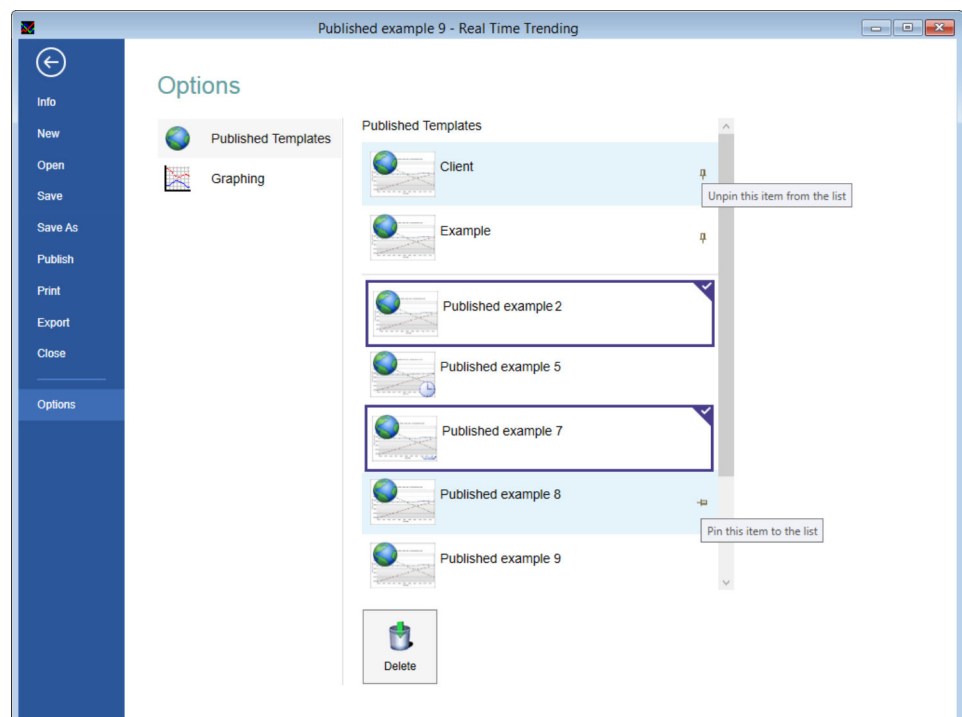 Published example 9 - Real Time Trending
Info
New
Open
Save
Save As
Publish
Print
Export
Close
Options
Options
Published Templates
Graphing
Published Templates
Client
Unpin this item from the list
Example
Published example 2
Published example 5
Published example 7
Published example 8
Pin this item to the list
Published example 9
Delete